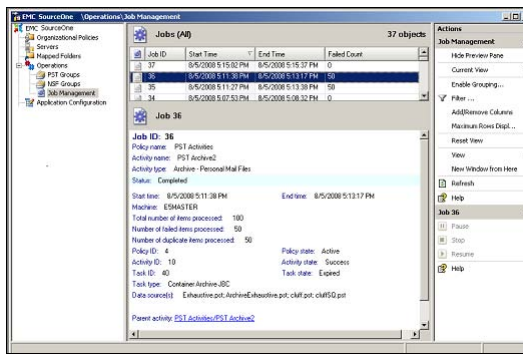 EMC SourceOne \Operations\Job Management
EMC SourceOne
Organizational Policies
Servers
Mapped Folders
Operations
PST Groups
NSF Groups
Job Management
Application Configuration
Jobs (All)
37 objects
Job ID Start Time End Time Failed Count
37 8/5/2008 5:15:02 PM 8/5/2008 5:15:37 PM 0
36 8/5/2008 5:11:38 PM 8/5/2008 5:13:17 PM 50
35 8/5/2008 5:11:27 PM 8/5/2008 5:13:38 PM 50
34 8/5/2008 5:07:53 PM 8/5/2008 5:08:32 PM 0
Job 36
Job ID: 36
Policy name: PST Activities
Activity name: PST Archive2
Activity type: Archive - Personal Mail Files
Status: Completed
Start time: 8/5/2008 5:11:38 PM End time: 8/5/2008 5:13:17 PM
Machine: ESMASTER
Total number of items processed: 100
Number of failed items processed: 50
Number of duplicate items processed: 50
Policy ID: 4 Policy state: Active
Activity ID: 10 Activity state: Success
Task ID: 40 Task state: Expired
Task type: Container Archive JBC
Data source(s) Exhaustive.pst; ArchiveExhaustive.pst; cluff.pst; cluffSQ.pst
Parent activity: PST Activities/PST Archive2
Actions
Job Management
Hide Preview Pane
Current View
Enable Grouping...
Filter ...
Add/Remove Columns
Maximum Rows Displ...
Reset View
View
New Window from Here
Refresh
Help
Job 36
Pause
Stop
Resume
Help